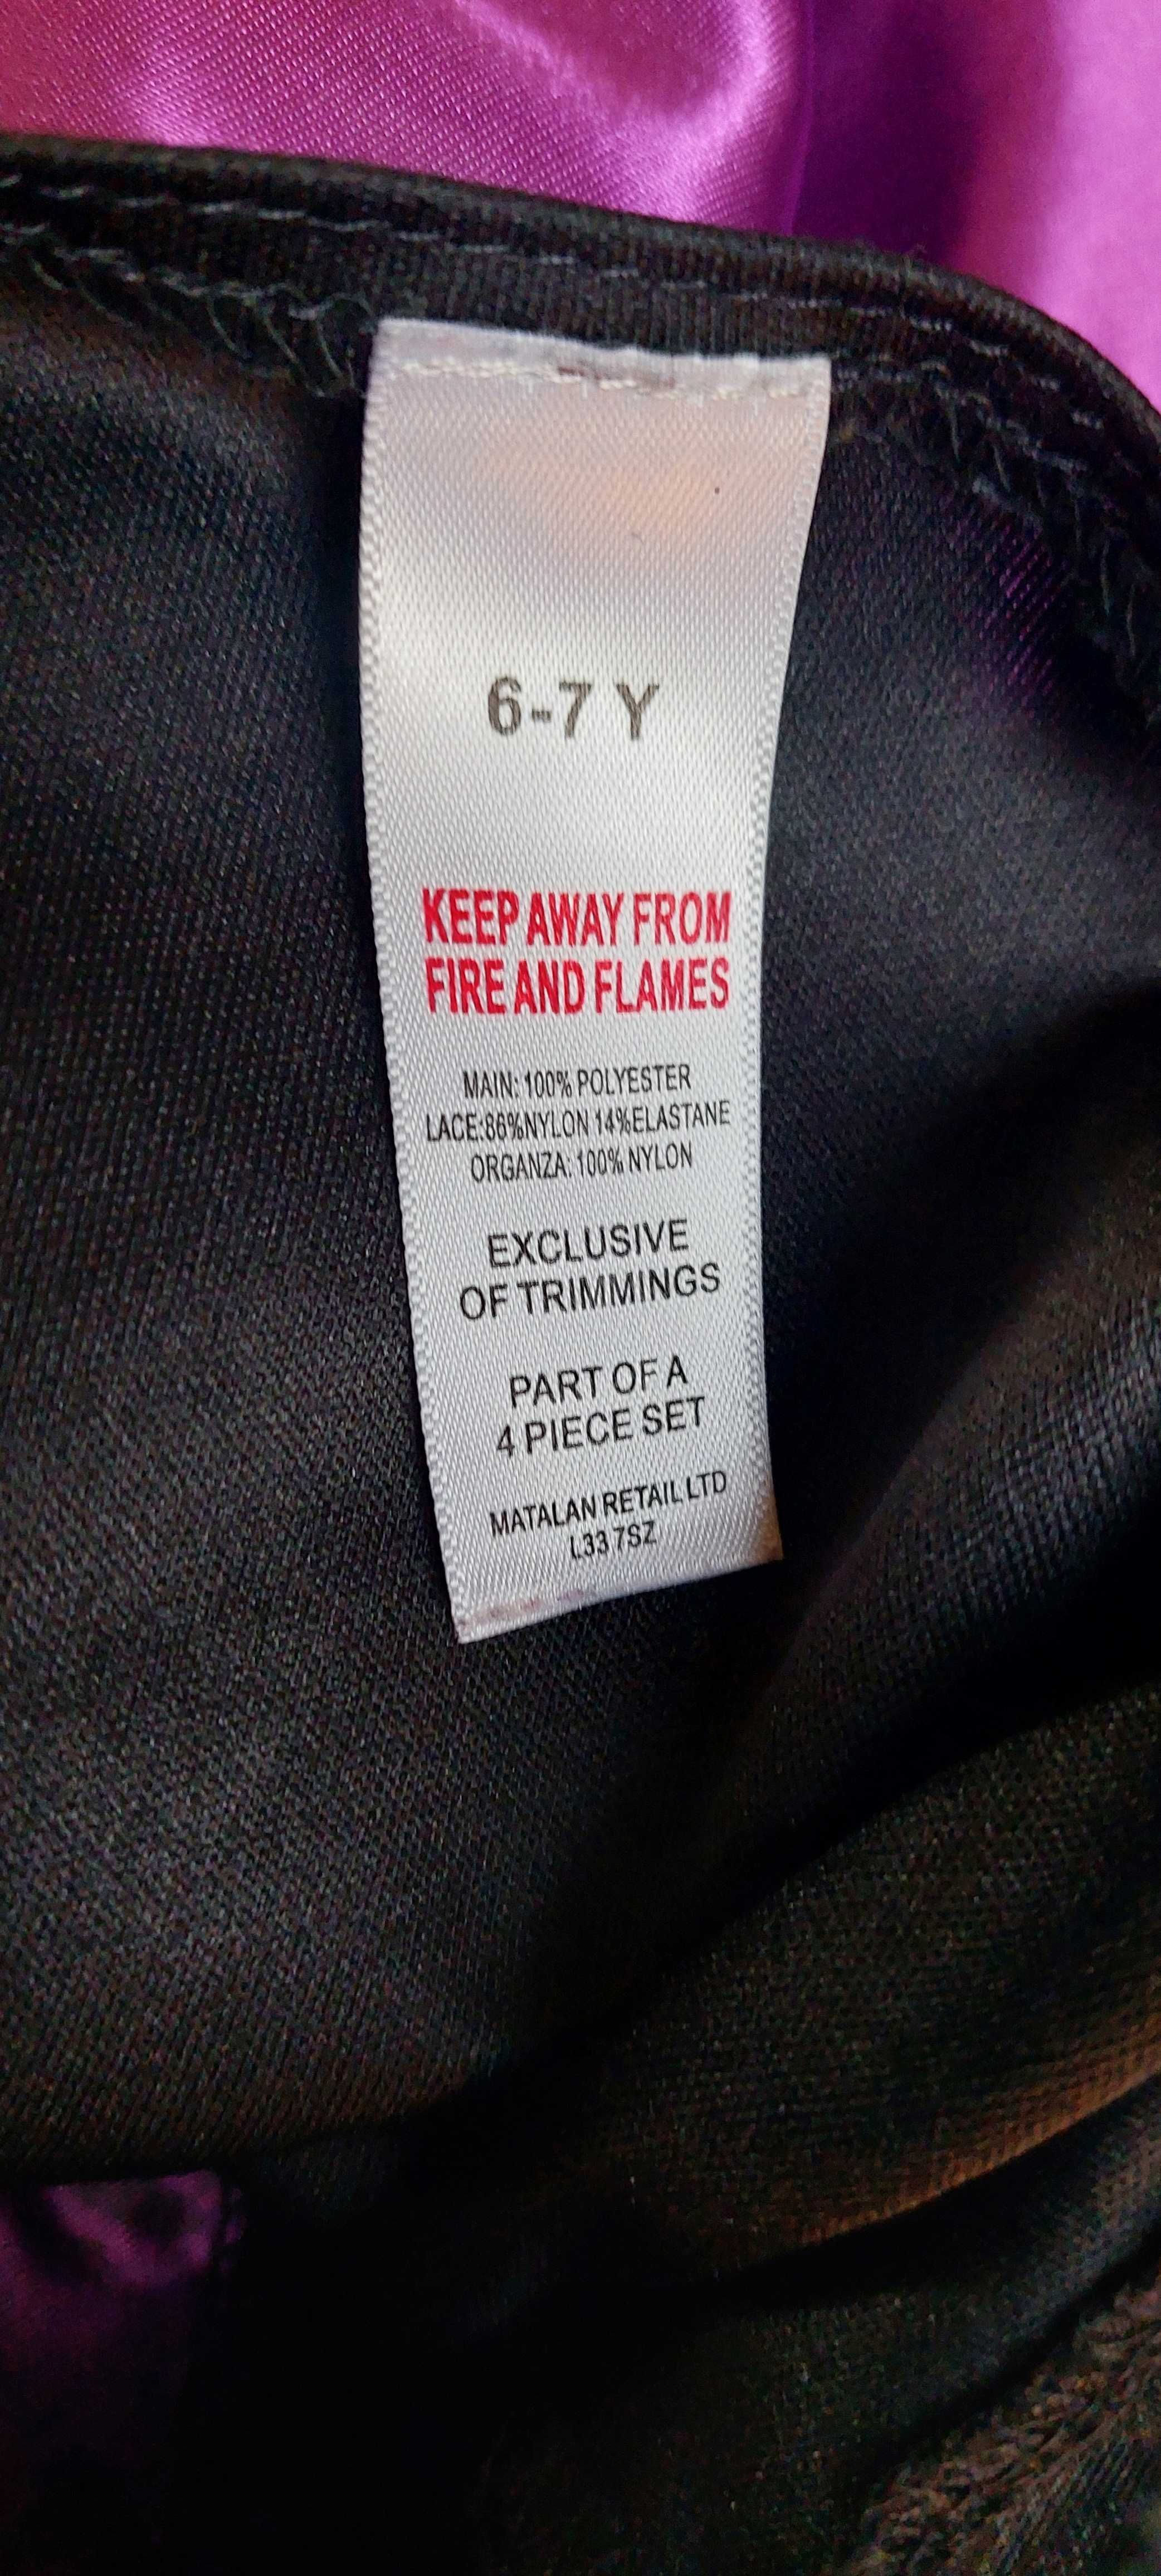 6-7 Y
KEEP AWAY FROM
FIRE AND FLAMES
MAIN: 100% POLYESTER
LACE:86%NYLON 14%ELASTANE
ORGANZA: 100% NYLON
EXCLUSIVE
OF TRIMMINGS
PART OF A
4 PIECE SET
MATALAN RETAIL LTD
L33 7SZ